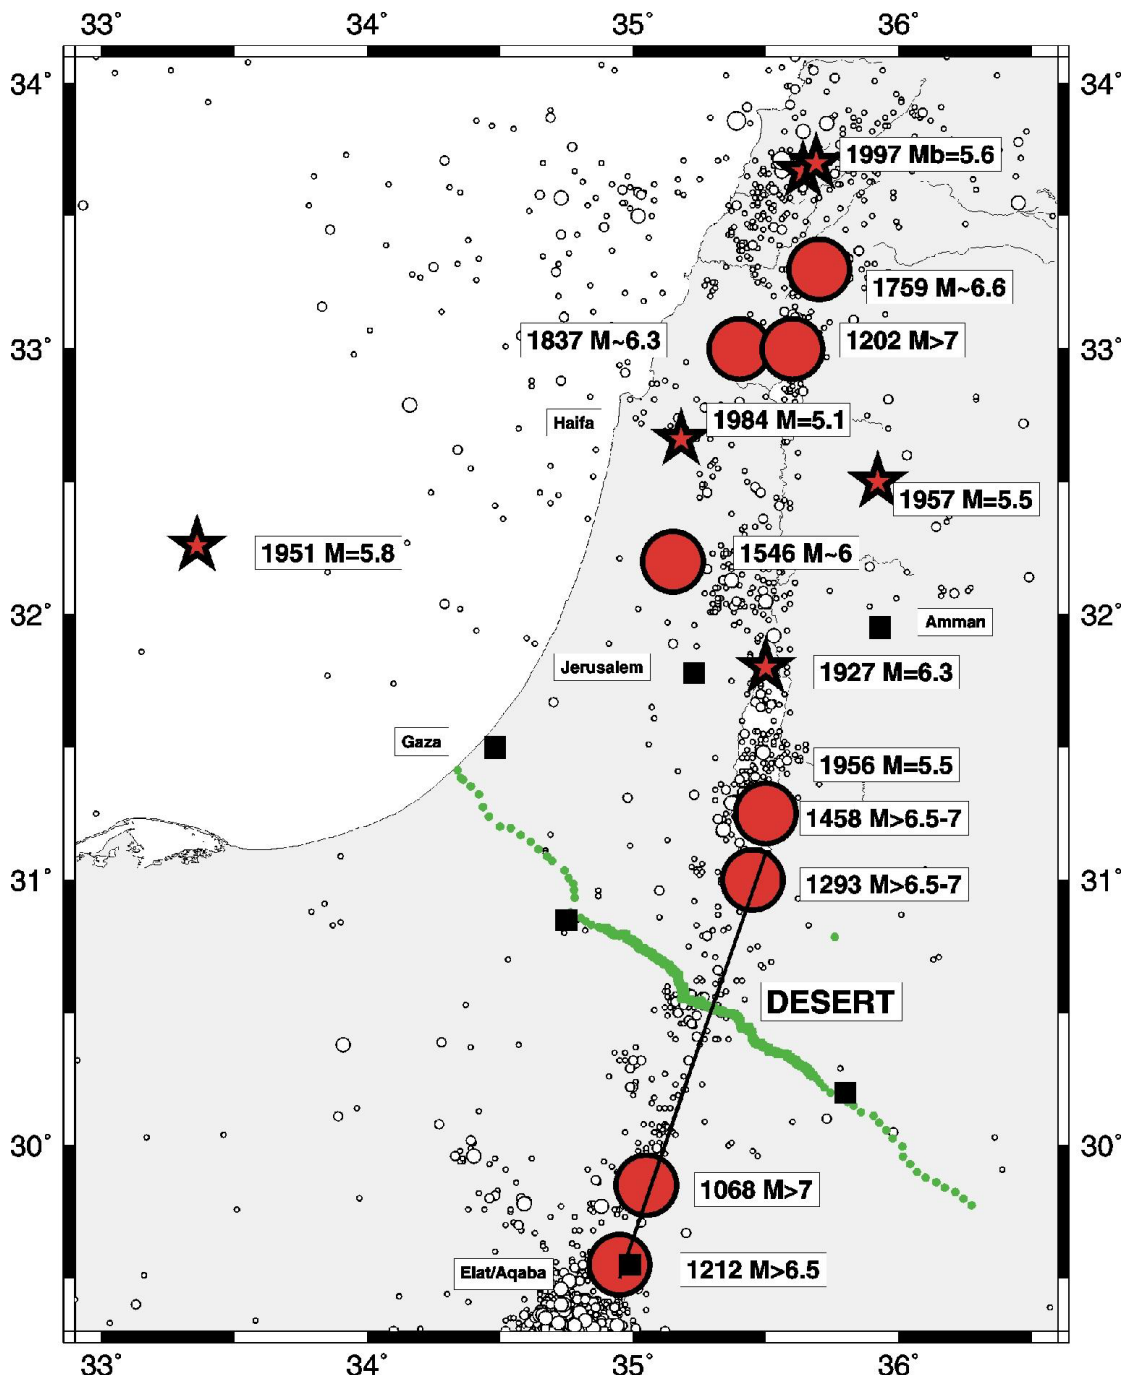 33° 34° 35° 36°
34° 34°
1997 Mb=5.6
1759 M~6.6
1837 M~6.3 1202 M>7
33° 33°
1984 M=5.1
Haifa
1957 M=5.5
1951 M=5.8 1546 M~6
32° 32°
Amman
Jerusalem 1927 M=6.3
Gaza
1956 M=5.5
1458 M>6.5-7
31° 1293 M>6.5-7 31°
DESERT
30° 30°
1068 M>7
Elat/Aqaba 1212 M>6.5
33° 34° 35° 36°